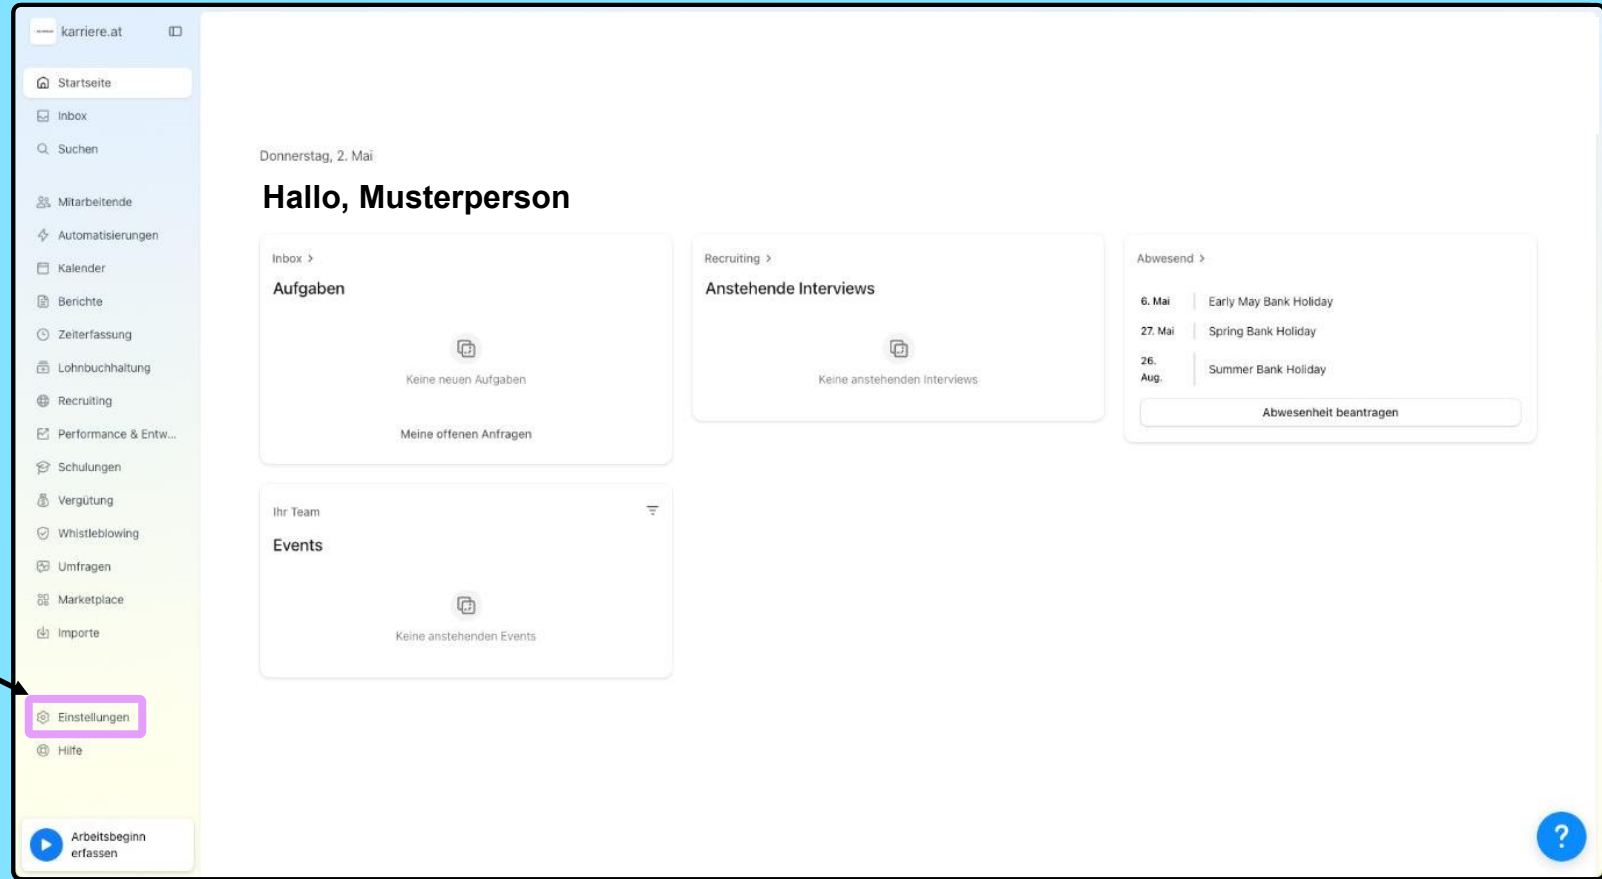 karriere.at
Startseite
Inbox
Suchen
Mitarbeitende
Automatisierungen
Kalender
Berichte
Zeiterfassung
Lohnbuchhaltung
Recruiting
Performance & Entw...
Schulungen
Vergütung
Whistleblowing
Umfragen
Marketplace
Importe
Einstellungen
Hilfe
Arbeitsbeginn
erfassen
Donnerstag, 2. Mai
Hallo, Musterperson
Inbox >
Aufgaben
Keine neuen Aufgaben
Meine offenen Anfragen
Recruiting >
Anstehende Interviews
Keine anstehenden Interviews
Abwesend >
6. Mai Early May Bank Holiday
27. Mai Spring Bank Holiday
26.
Aug. Summer Bank Holiday
Abwesenheit beantragen
Ihr Team
Events
Keine anstehenden Events
?